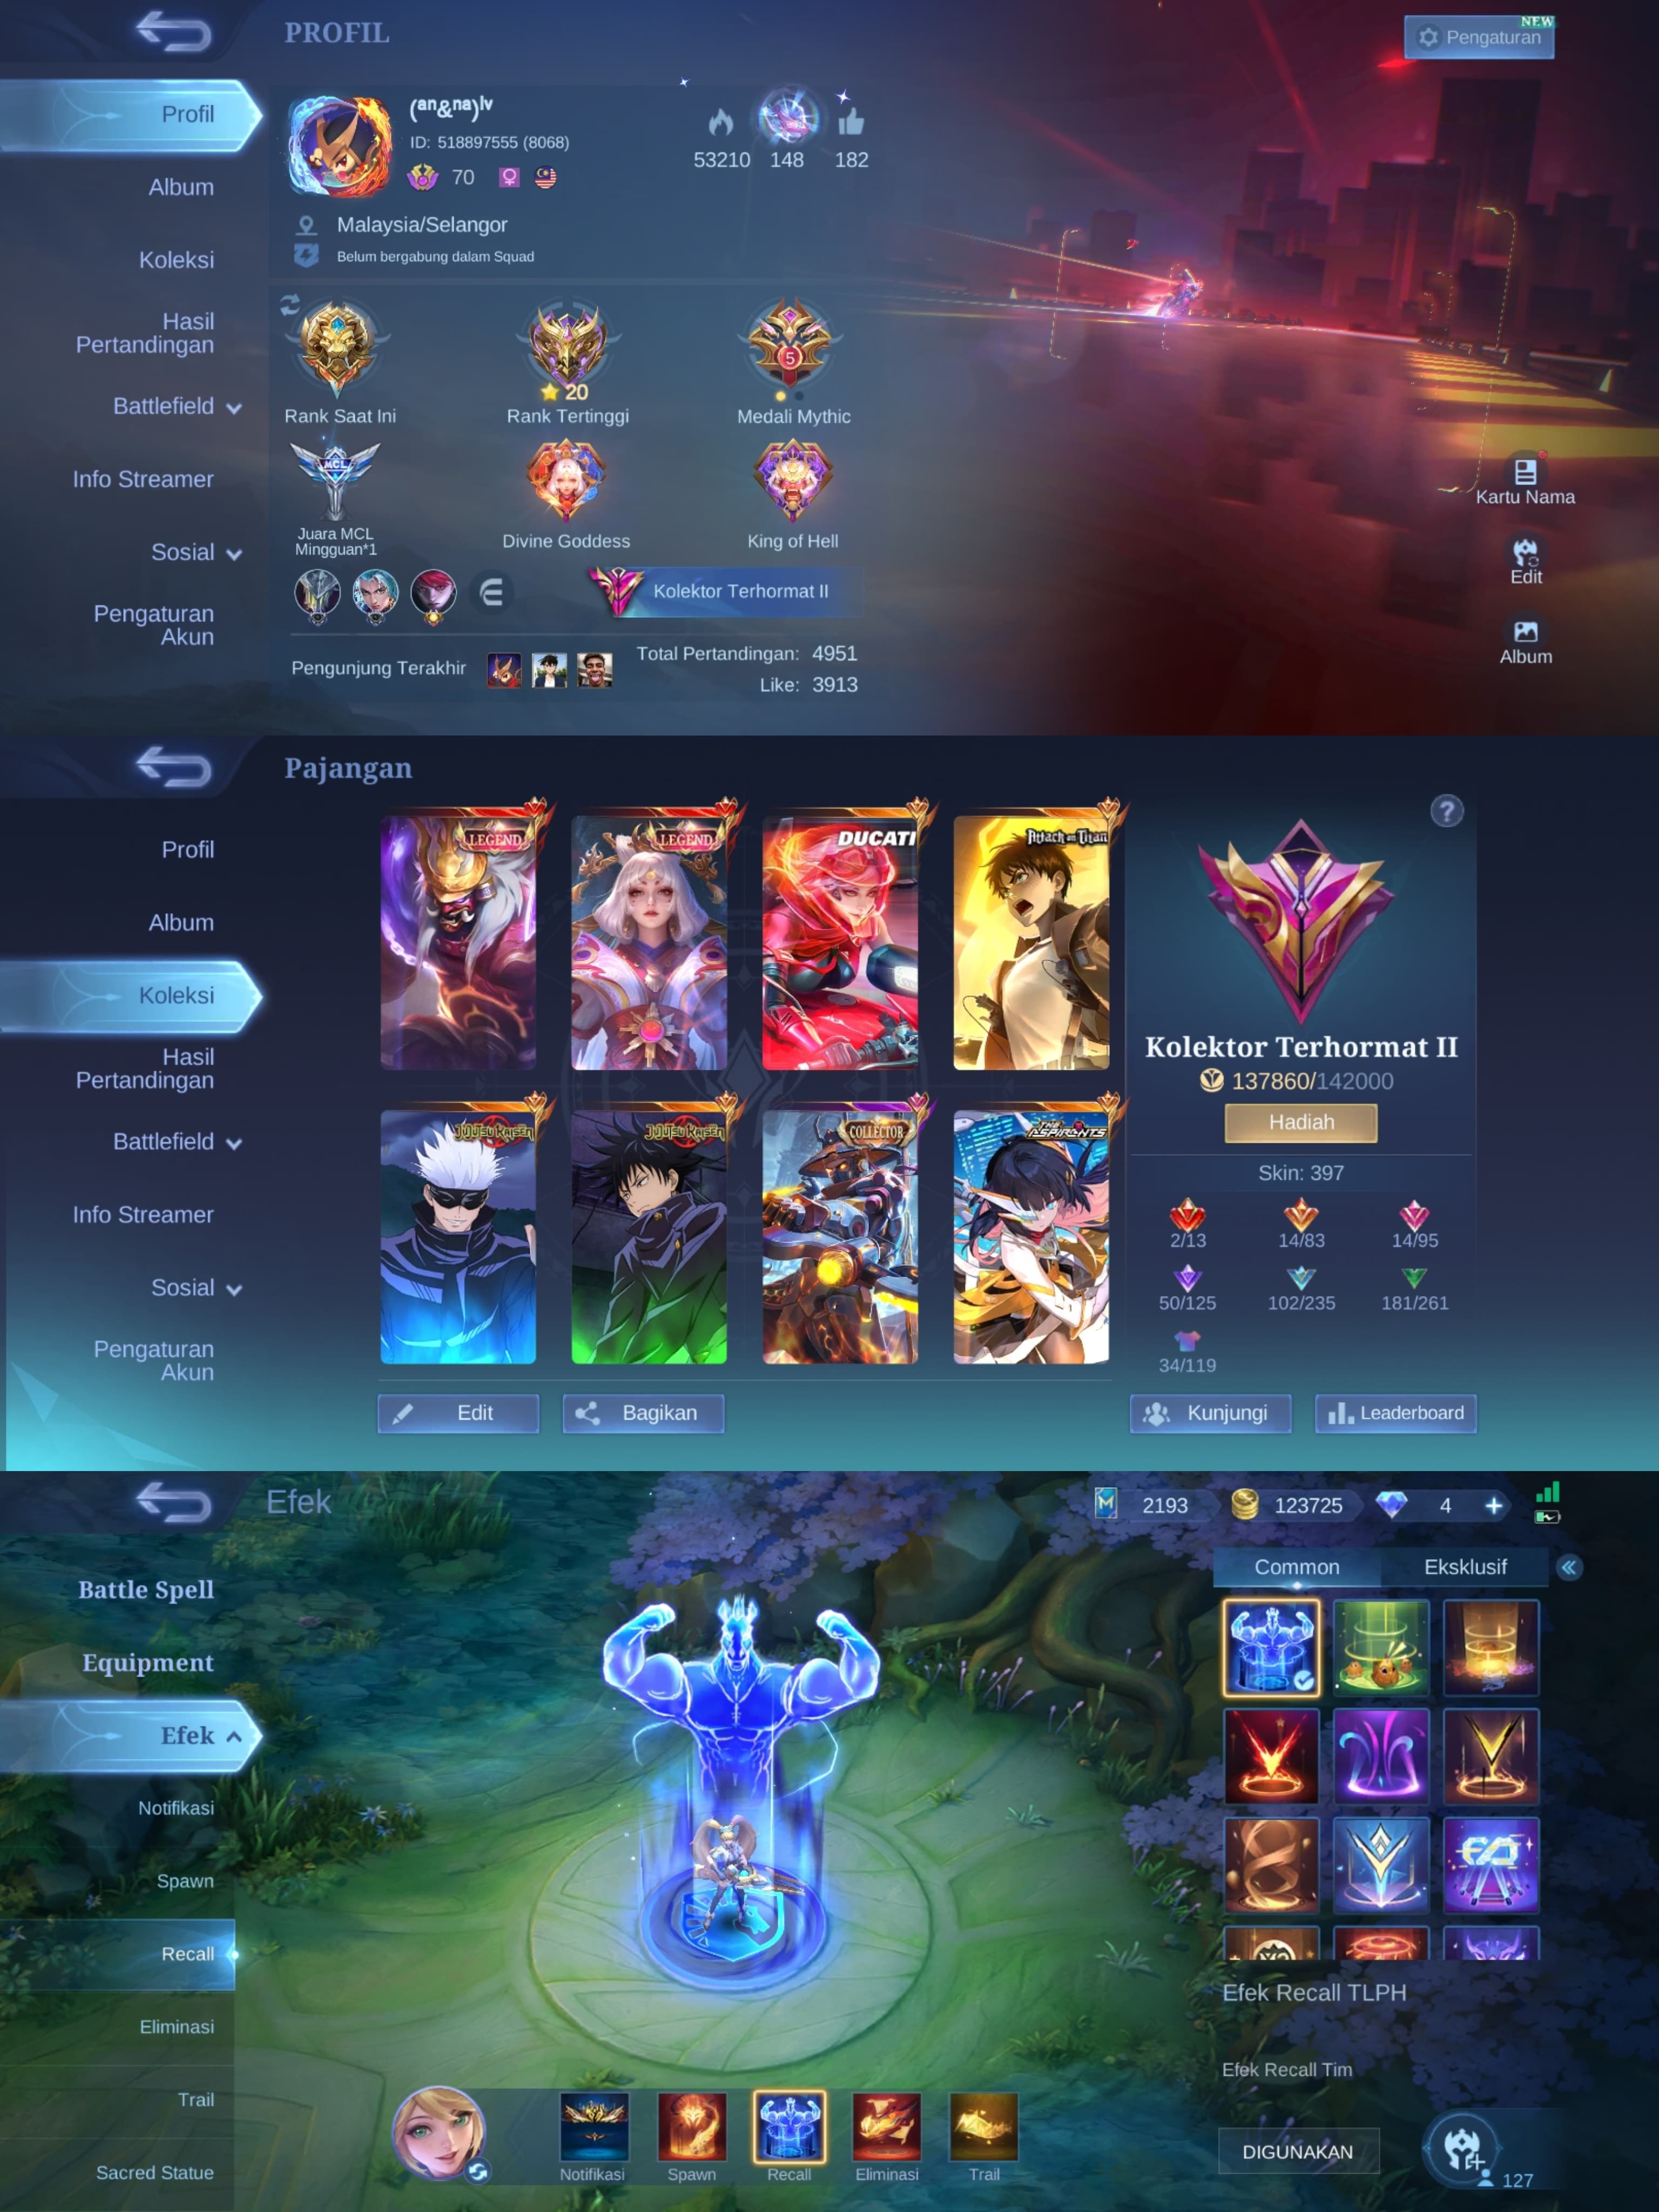 PROFIL
NEW
Pengaturan
Profil
Album
Koleksi
Hasil
Pertandingan
Battlefield
Info Streamer
Sosial
Pengaturan
Akun
(ᵃⁿ&ⁿᵃ)ˡᵛ
ID: 518897555 (8068)
70
53210
148
182
Malaysia/Selangor
Belum bergabung dalam Squad
5
20
Rank Saat Ini
Rank Tertinggi
Medali Mythic
MCL
Juara MCL
Mingguan*1
Divine Goddess
King of Hell
Kolektor Terhormat II
Pengunjung Terakhir
Total Pertandingan: 4951
Like: 3913
Kartu Nama
Edit
Album
Pajangan
Profil
Album
Koleksi
Hasil
Pertandingan
Battlefield
Info Streamer
Sosial
Pengaturan
Akun
LEGEND
LEGEND
DUCATI
Attack on Titan
JUJUTSU KAISEN
JUJUTSU KAISEN
COLLECTOR
THE ASPIRANTS
?
Kolektor Terhormat II
137860/142000
Hadiah
Skin: 397
2/13
14/83
14/95
50/125
102/235
181/261
34/119
Edit
Bagikan
Kunjungi
Leaderboard
Efek
2193
123725
4
Battle Spell
Equipment
Efek
Notifikasi
Spawn
Recall
Eliminasi
Trail
Sacred Statue
Common
Eksklusif
Efek Recall TLPH
Efek Recall Tim
DIGUNAKAN
127
Notifikasi
Spawn
Recall
Eliminasi
Trail